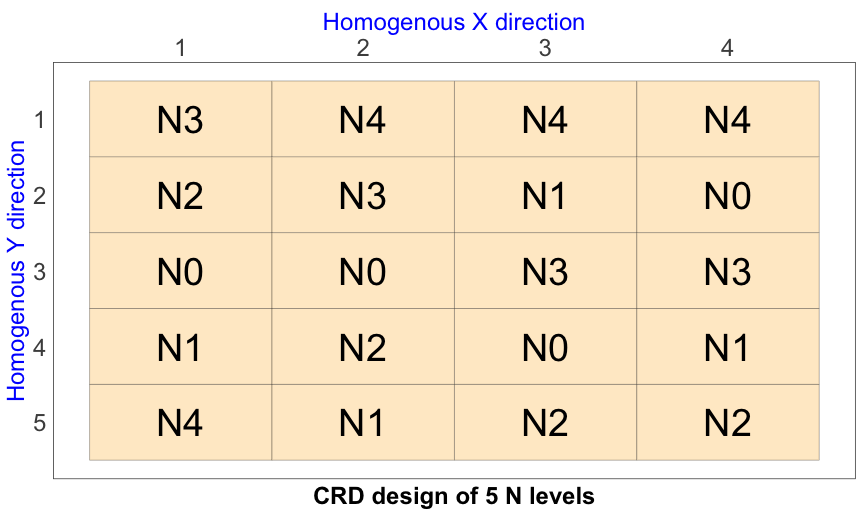 Homogenous X direction
1 2 3 4
Homogenous Y direction
1 N3 N4 N4 N4
2 N2 N3 N1 N0
3 N0 N0 N3 N3
4 N1 N2 N0 N1
5 N4 N1 N2 N2
CRD design of 5 N levels